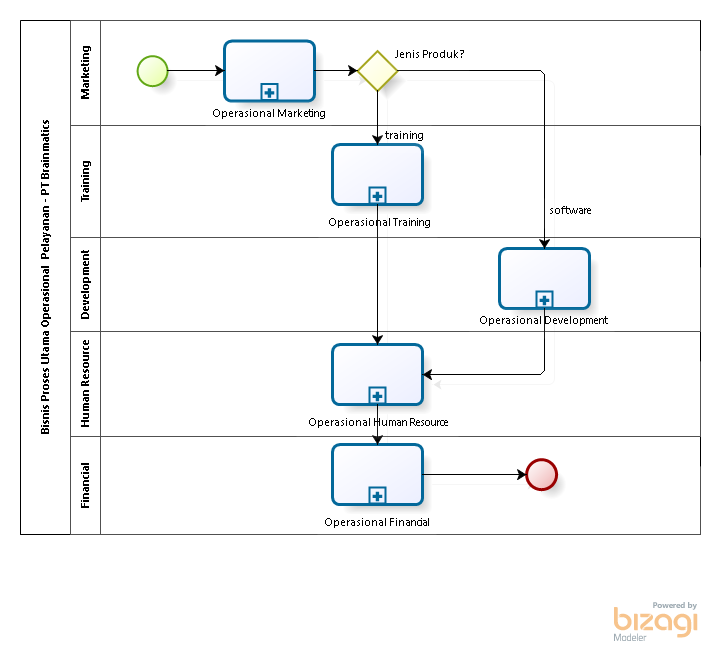 Bisnis Proses Utama Operasional Pelayanan - PT Brainmatics
Marketing
Jenis Produk?
Operasional Marketing
training
Training
Operasional Training
software
Development
Operasional Development
Human Resource
Operasional Human Resource
Financial
Operasional Financial
Powered by
bizagi
Modeler